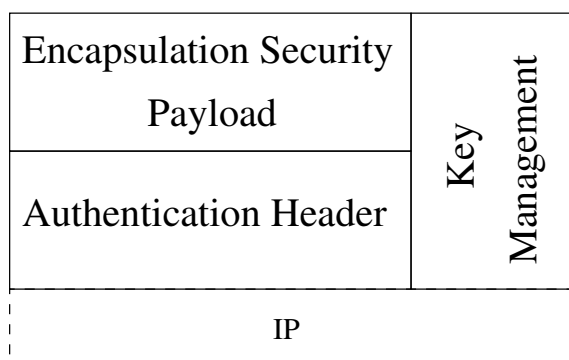 Encapsulation Security
Payload
Authentication Header
Key
Management
IP